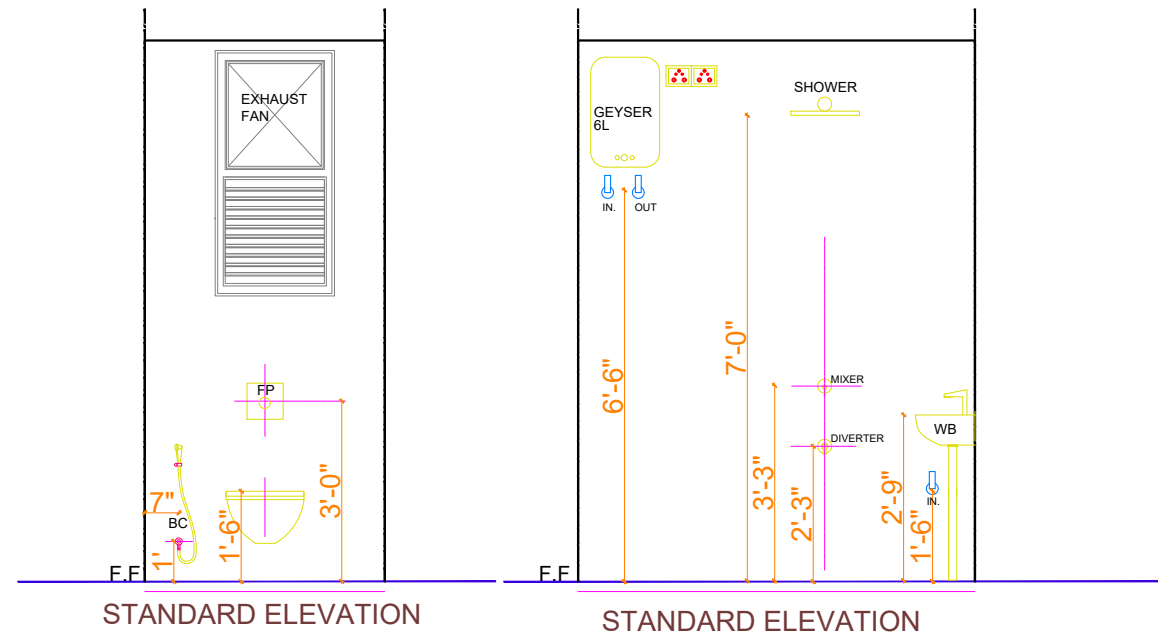 EXHAUST
FAN
FP
3'-0"
7"
BC
1'
1'-6"
F.F
STANDARD ELEVATION
GEYSER
6L
SHOWER
IN.
OUT
6'-6"
7'-0"
MIXER
DIVERTER
3'-3"
2'-3"
WB
2'-9"
IN.
1'-6"
F.F
STANDARD ELEVATION